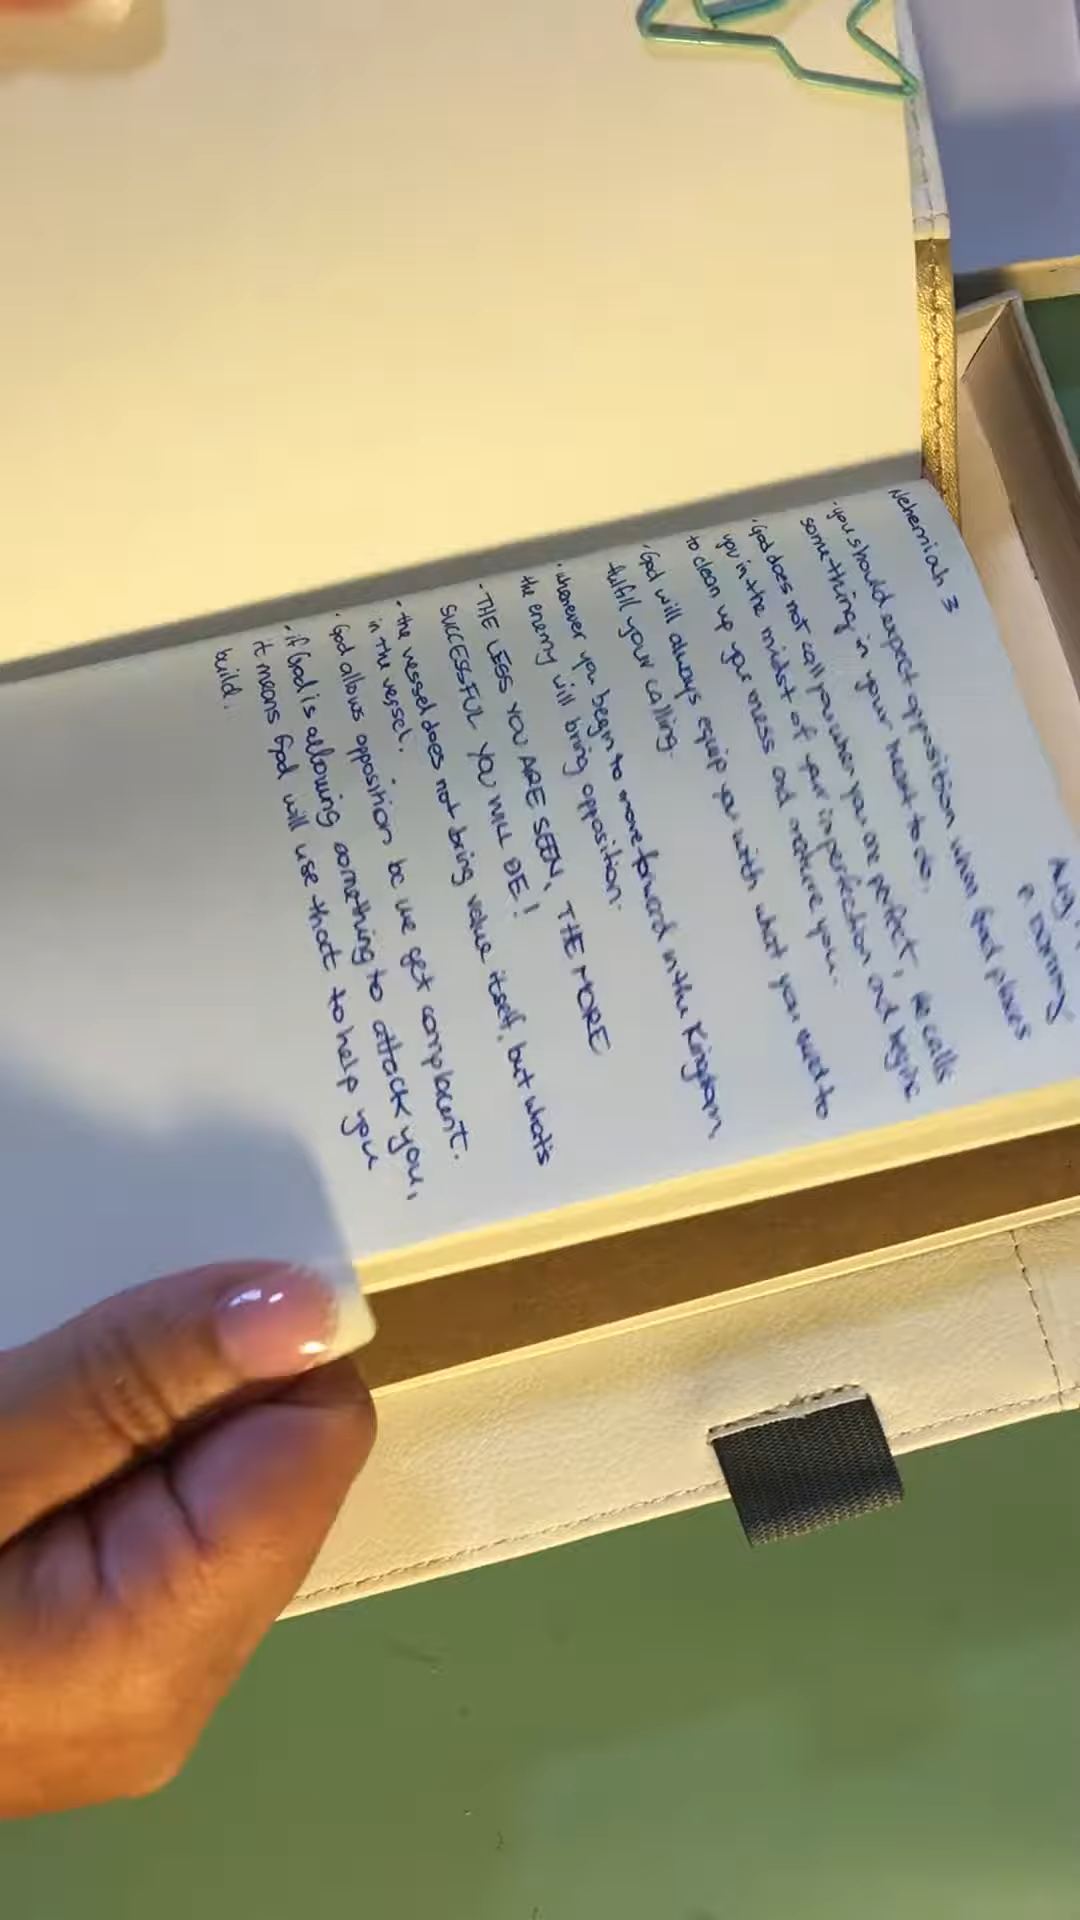 Nehemiah 3
• you should expect opposition when God places
something in your heart to do.
• God does not call you when you are perfect, He calls
you in the midst of your imperfection and begins
to clean up your mess and mature you.
• God will always equip you with what you need to
fulfill your calling.
• whenever you begin to move forward in the Kingdom,
the enemy will bring opposition.
• THE LESS YOU ARE SEEN, THE MORE
SUCCESSFUL YOU WILL BE!
• the vessel does not bring value itself, but what's
in the vessel.
• God allows opposition bc we get complacent.
• if God is allowing something to attack you,
it means God will use that to help you
build.